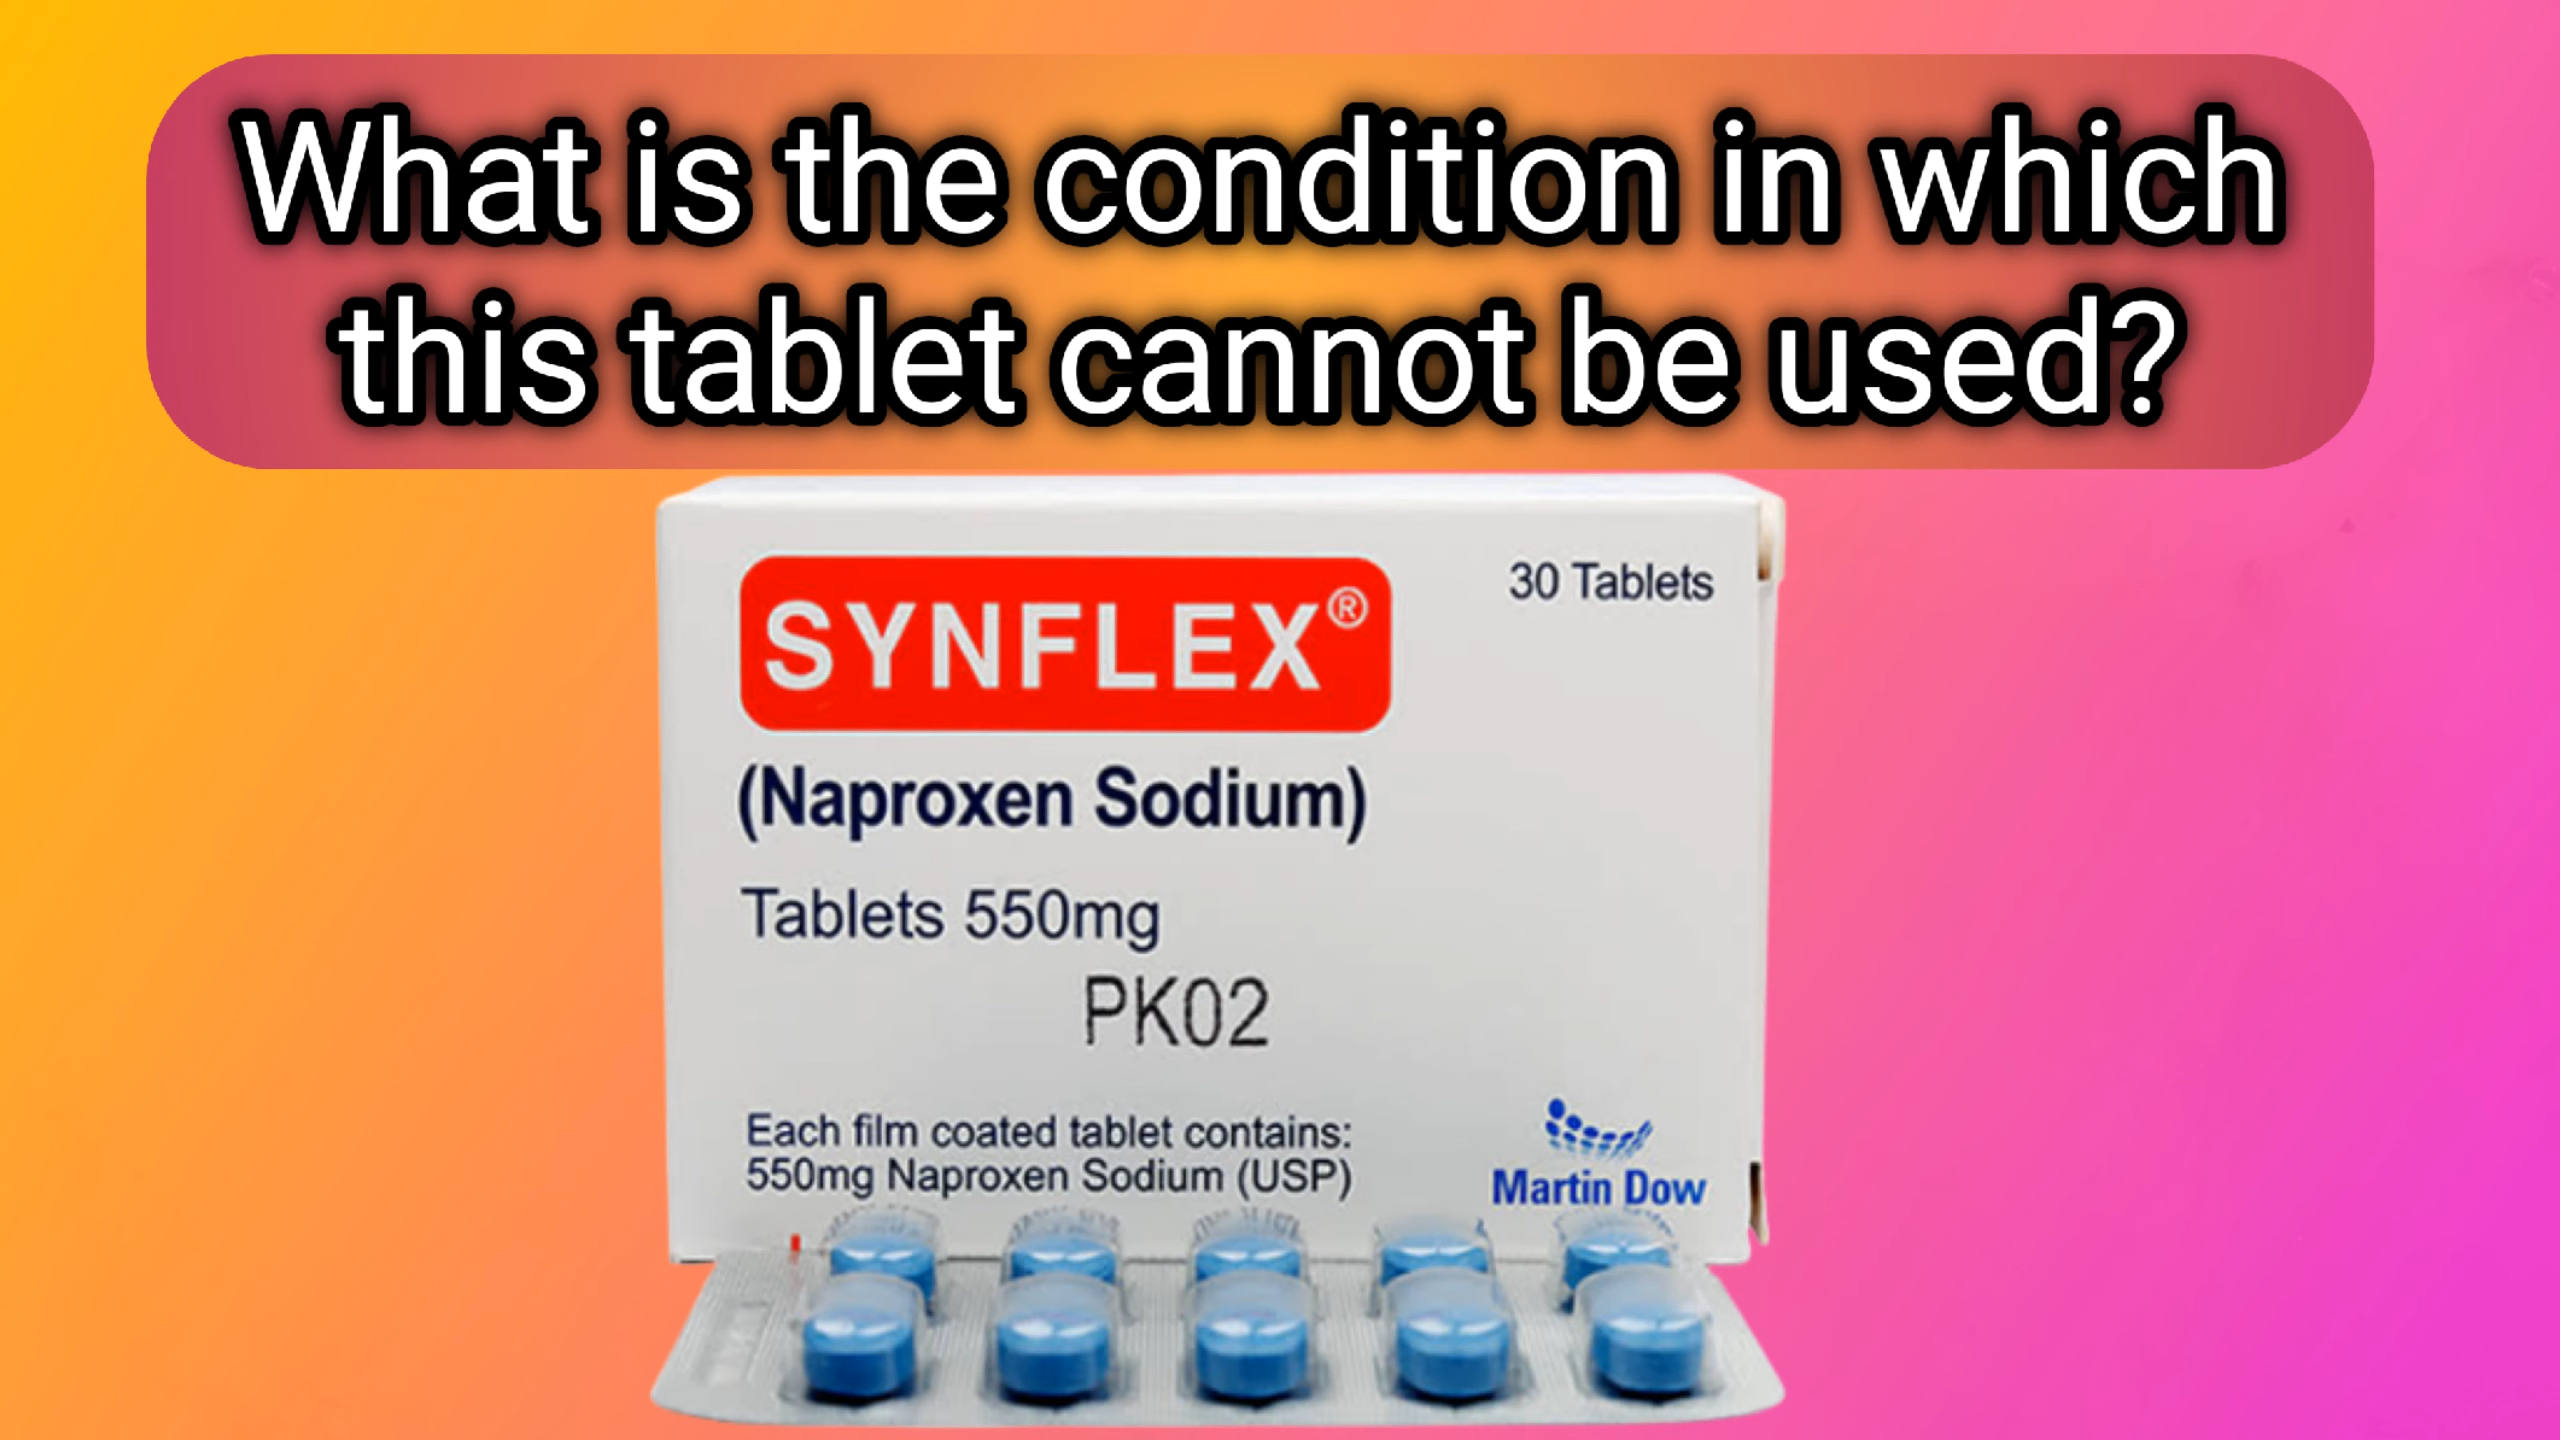 What is the condition in which
this tablet cannot be used?
SYNFLEX®
30 Tablets
(Naproxen Sodium)
Tablets 550mg
PK02
Each film coated tablet contains:
550mg Naproxen Sodium (USP)
Martin Dow